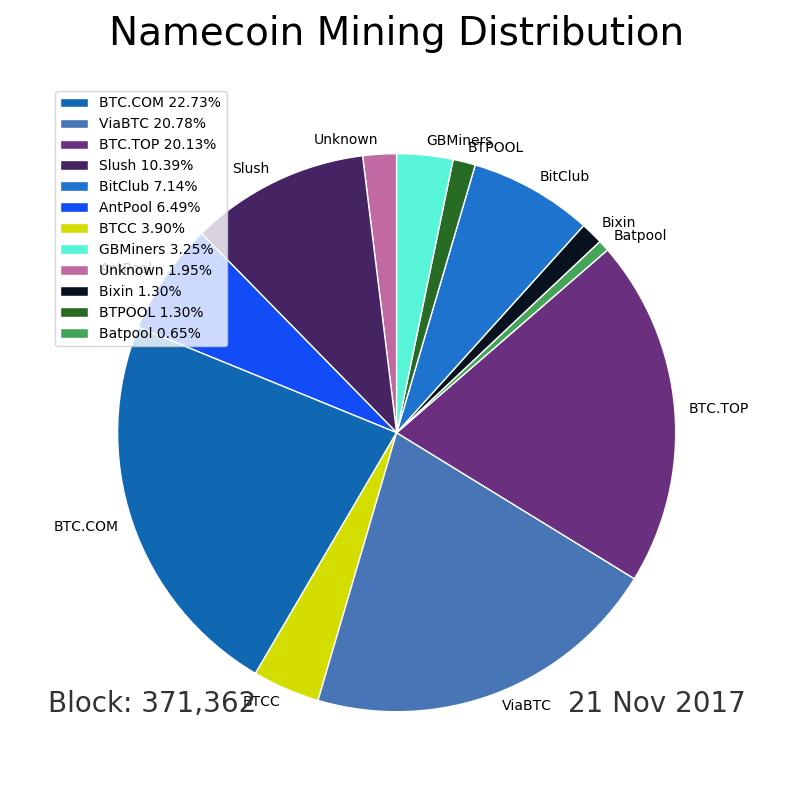 Namecoin Mining Distribution
BTC.COM 22.73%
ViaBTC 20.78%
BTC.TOP 20.13%
Slush 10.39%
BitClub 7.14%
AntPool 6.49%
BTCC 3.90%
GBMiners 3.25%
Unknown 1.95%
Bixin 1.30%
BTPOOL 1.30%
Batpool 0.65%
Unknown
GBMiners
BTPOOL
Slush
BitClub
Bixin
Batpool
AntPool
BTC.TOP
BTC.COM
BTCC
ViaBTC
Block: 371,362
21 Nov 2017